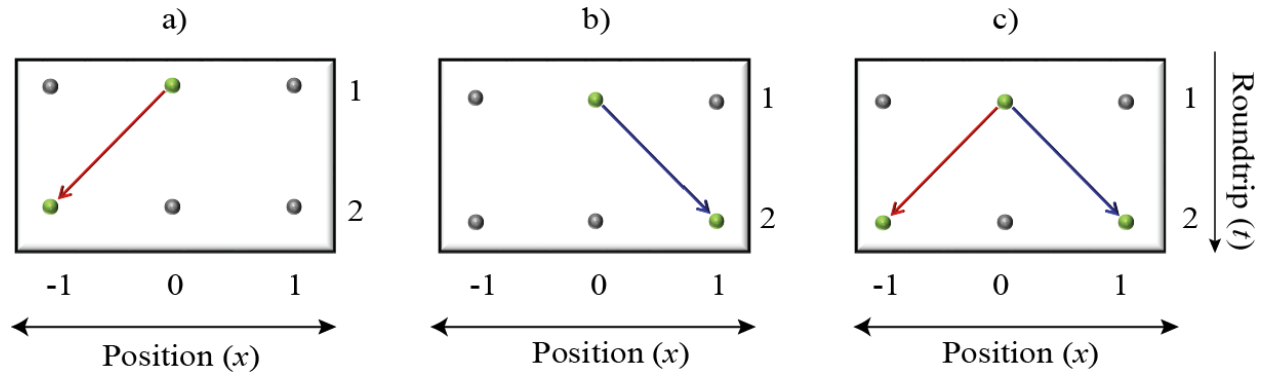 a)
b)
c)
1
2
1
2
1
2
Roundtrip (t)
-1 0 1
-1 0 1
-1 0 1
Position (x)
Position (x)
Position (x)